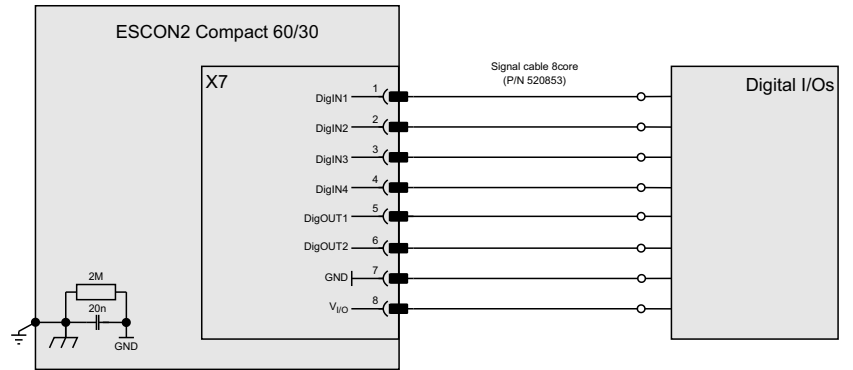 ESCON2 Compact 60/30
Signal cable 8core
(P/N 520853)
X7
Digital I/Os
DigIN1 1
DigIN2 2
DigIN3 3
DigIN4 4
DigOUT1 5
DigOUT2 6
GND 7
VI/O 8
2M
20n
GND